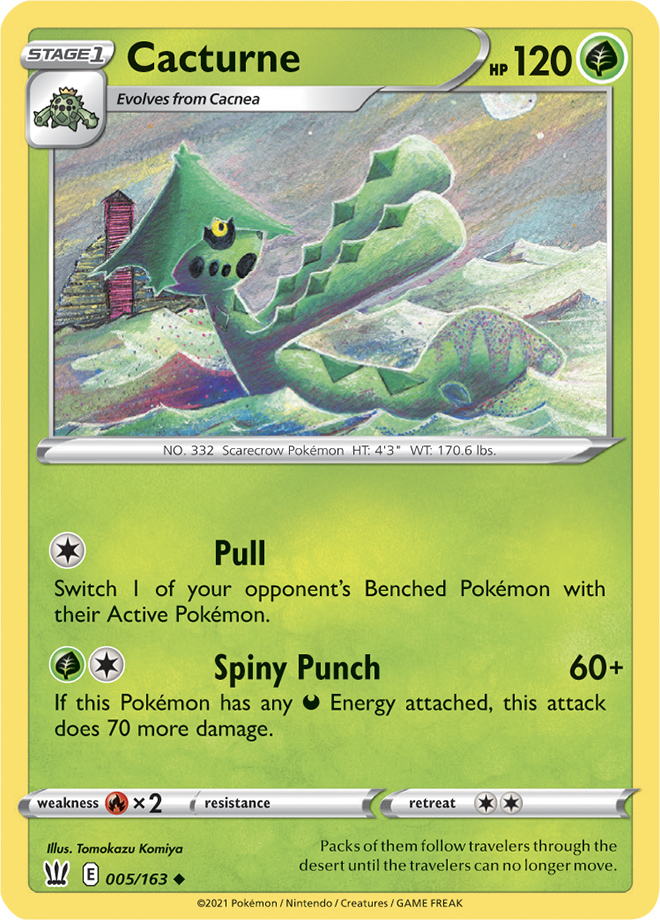 STAGE1
Cacturne
HP 120
Evolves from Cacnea
NO. 332 Scarecrow Pokémon HT: 4'3" WT: 170.6 lbs.
Pull
Switch 1 of your opponent's Benched Pokémon with
their Active Pokémon.
Spiny Punch 60+
If this Pokémon has any Energy attached, this attack
does 70 more damage.
weakness ×2 resistance retreat
Illus. Tomokazu Komiya
Packs of them follow travelers through the
desert until the travelers can no longer move.
E 005/163
©2021 Pokémon / Nintendo / Creatures / GAME FREAK